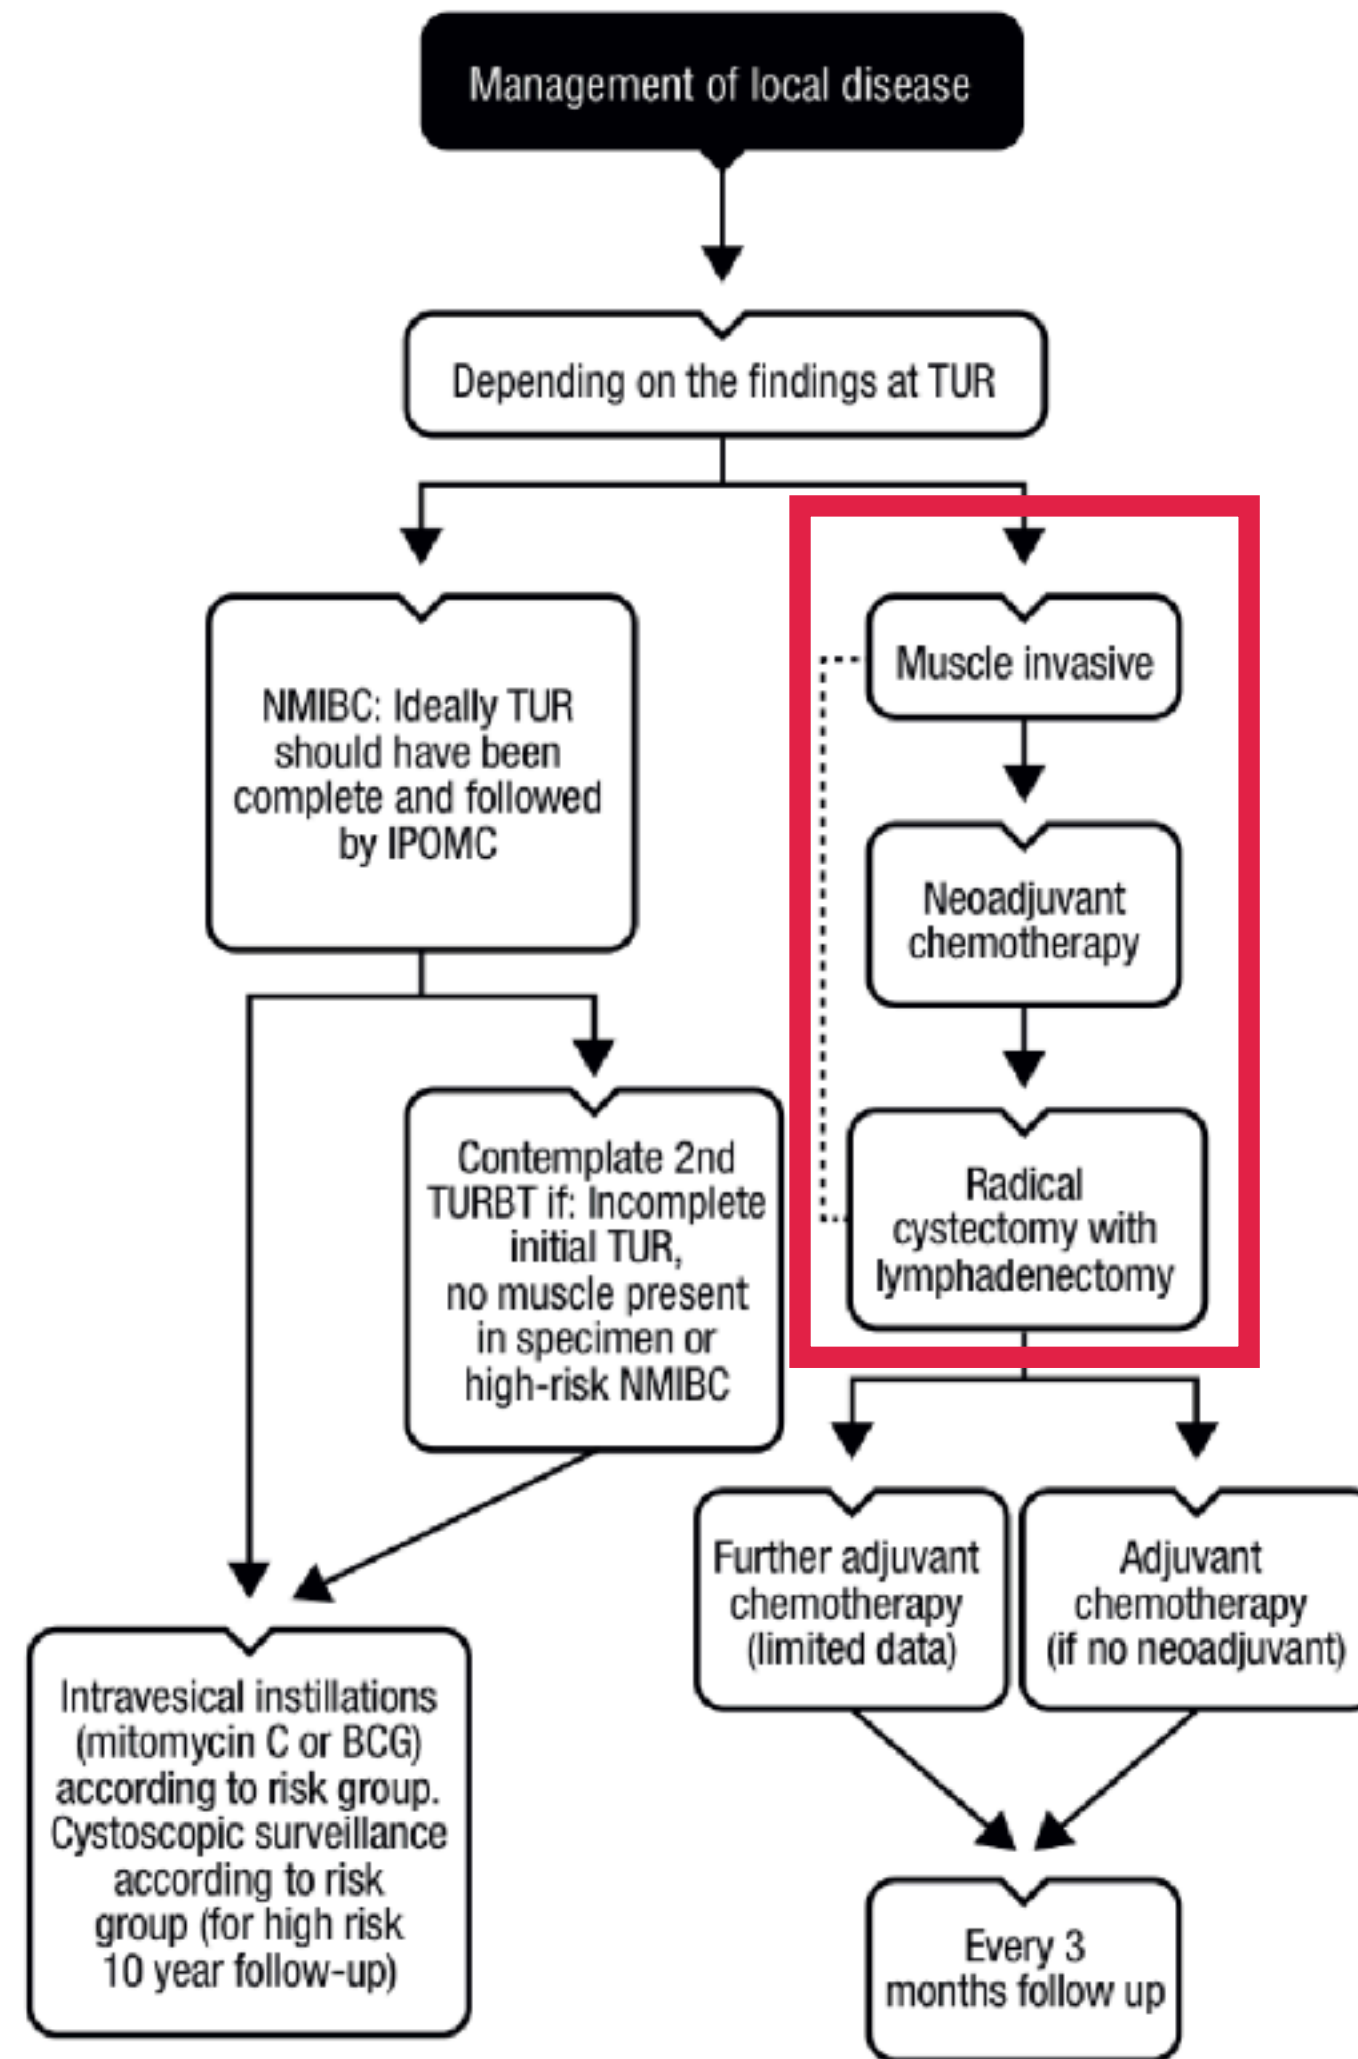 Management of local disease
Depending on the findings at TUR
NMIBC: Ideally TUR
should have been
complete and followed
by IPOMC
Muscle invasive
Neoadjuvant
chemotherapy
Contemplate 2nd
TURBT if: Incomplete
initial TUR,
no muscle present
in specimen or
high-risk NMIBC
Radical
cystectomy with
lymphadenectomy
Further adjuvant
chemotherapy
(limited data)
Adjuvant
chemotherapy
(if no neoadjuvant)
Intravesical instillations
(mitomycin C or BCG)
according to risk group.
Cystoscopic surveillance
according to risk
group (for high risk
10 year follow-up)
Every 3
months follow up